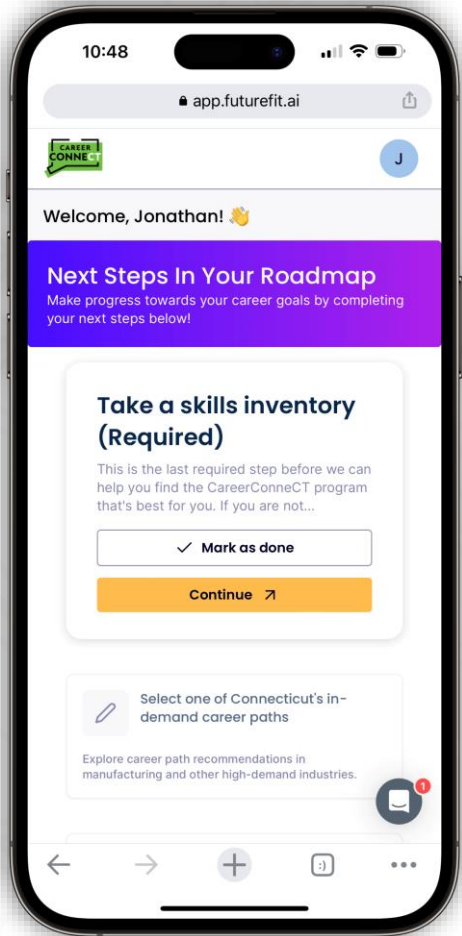 10:48
app.futurefit.ai
CAREER
CONNECT
J
Welcome, Jonathan! 👋
Next Steps In Your Roadmap
Make progress towards your career goals by completing
your next steps below!
Take a skills inventory
(Required)
This is the last required step before we can
help you find the CareerConneCT program
that's best for you. If you are not...
✓ Mark as done
Continue ↗
Select one of Connecticut's in-
demand career paths
Explore career path recommendations in
manufacturing and other high-demand industries.
1
:)